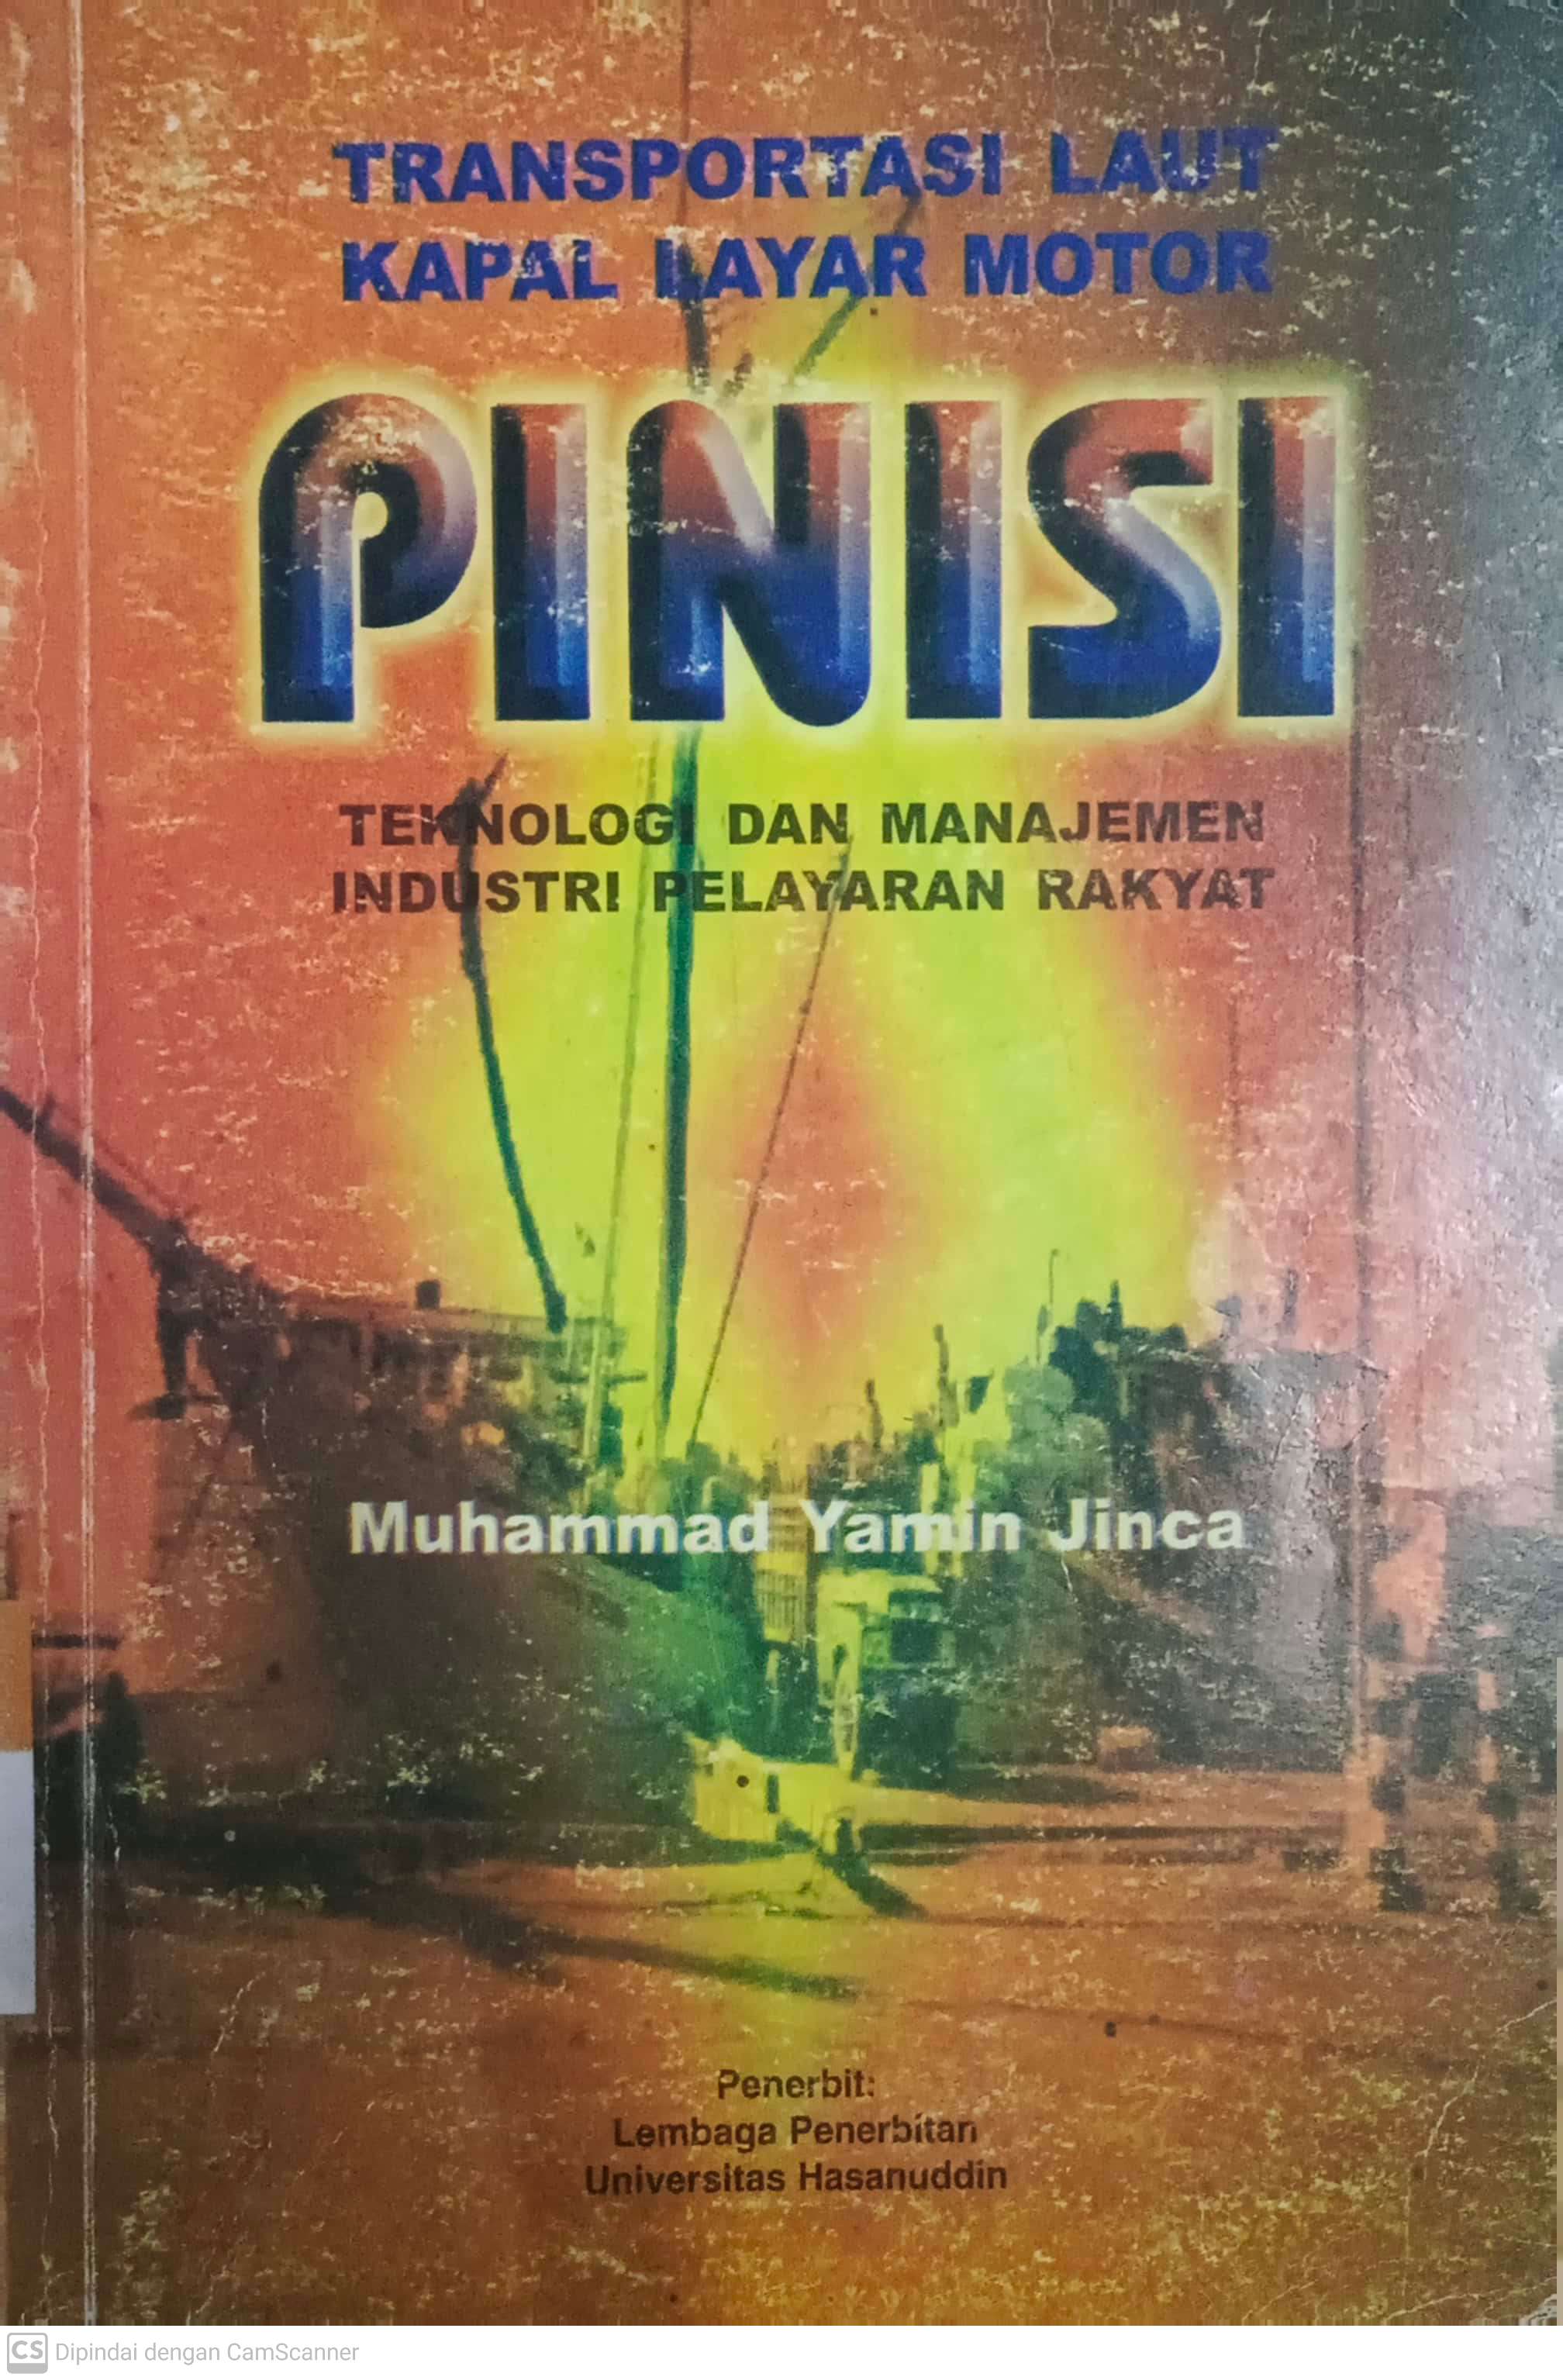 TRANSPORTASI LAUT
KAPAL LAYAR MOTOR
PINISI
TEKNOLOGI DAN MANAJEMEN
INDUSTRI PELAYARAN RAKYAT
Muhammad Yamin Jinca
Penerbit:
Lembaga Penerbitan
Universitas Hasanuddin
CS Dipindai dengan CamScanner